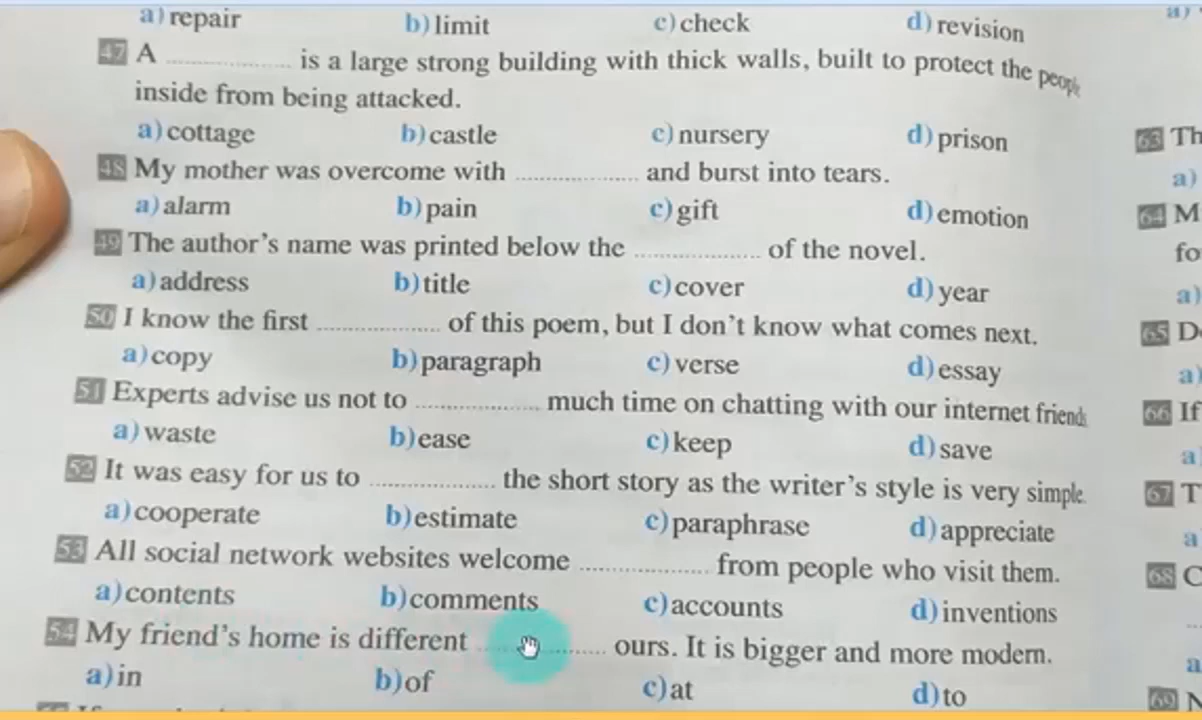 a) repair b) limit c) check d) revision
47 A .................. is a large strong building with thick walls, built to protect the people
inside from being attacked.
a) cottage b) castle c) nursery d) prison
48 My mother was overcome with .................. and burst into tears.
a) alarm b) pain c) gift d) emotion
49 The author's name was printed below the .................. of the novel.
a) address b) title c) cover d) year
50 I know the first .................. of this poem, but I don't know what comes next.
a) copy b) paragraph c) verse d) essay
51 Experts advise us not to .................. much time on chatting with our internet friends
a) waste b) ease c) keep d) save
52 It was easy for us to .................. the short story as the writer's style is very simple.
a) cooperate b) estimate c) paraphrase d) appreciate
53 All social network websites welcome .................. from people who visit them.
a) contents b) comments c) accounts d) inventions
54 My friend's home is different .................. ours. It is bigger and more modern.
a) in b) of c) at d) to
a)
63 Th
a)
64 M
fo
a)
65 D
a)
66 If
a
67 T
a
68 C
a
69